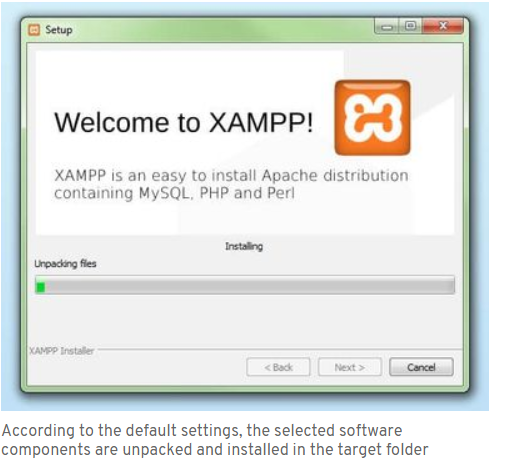 Setup
Welcome to XAMPP!
XAMPP is an easy to install Apache distribution
containing MySQL, PHP and Perl
Installing
Unpacking files
XAMPP Installer
< Back
Next >
Cancel
According to the default settings, the selected software
components are unpacked and installed in the target folder